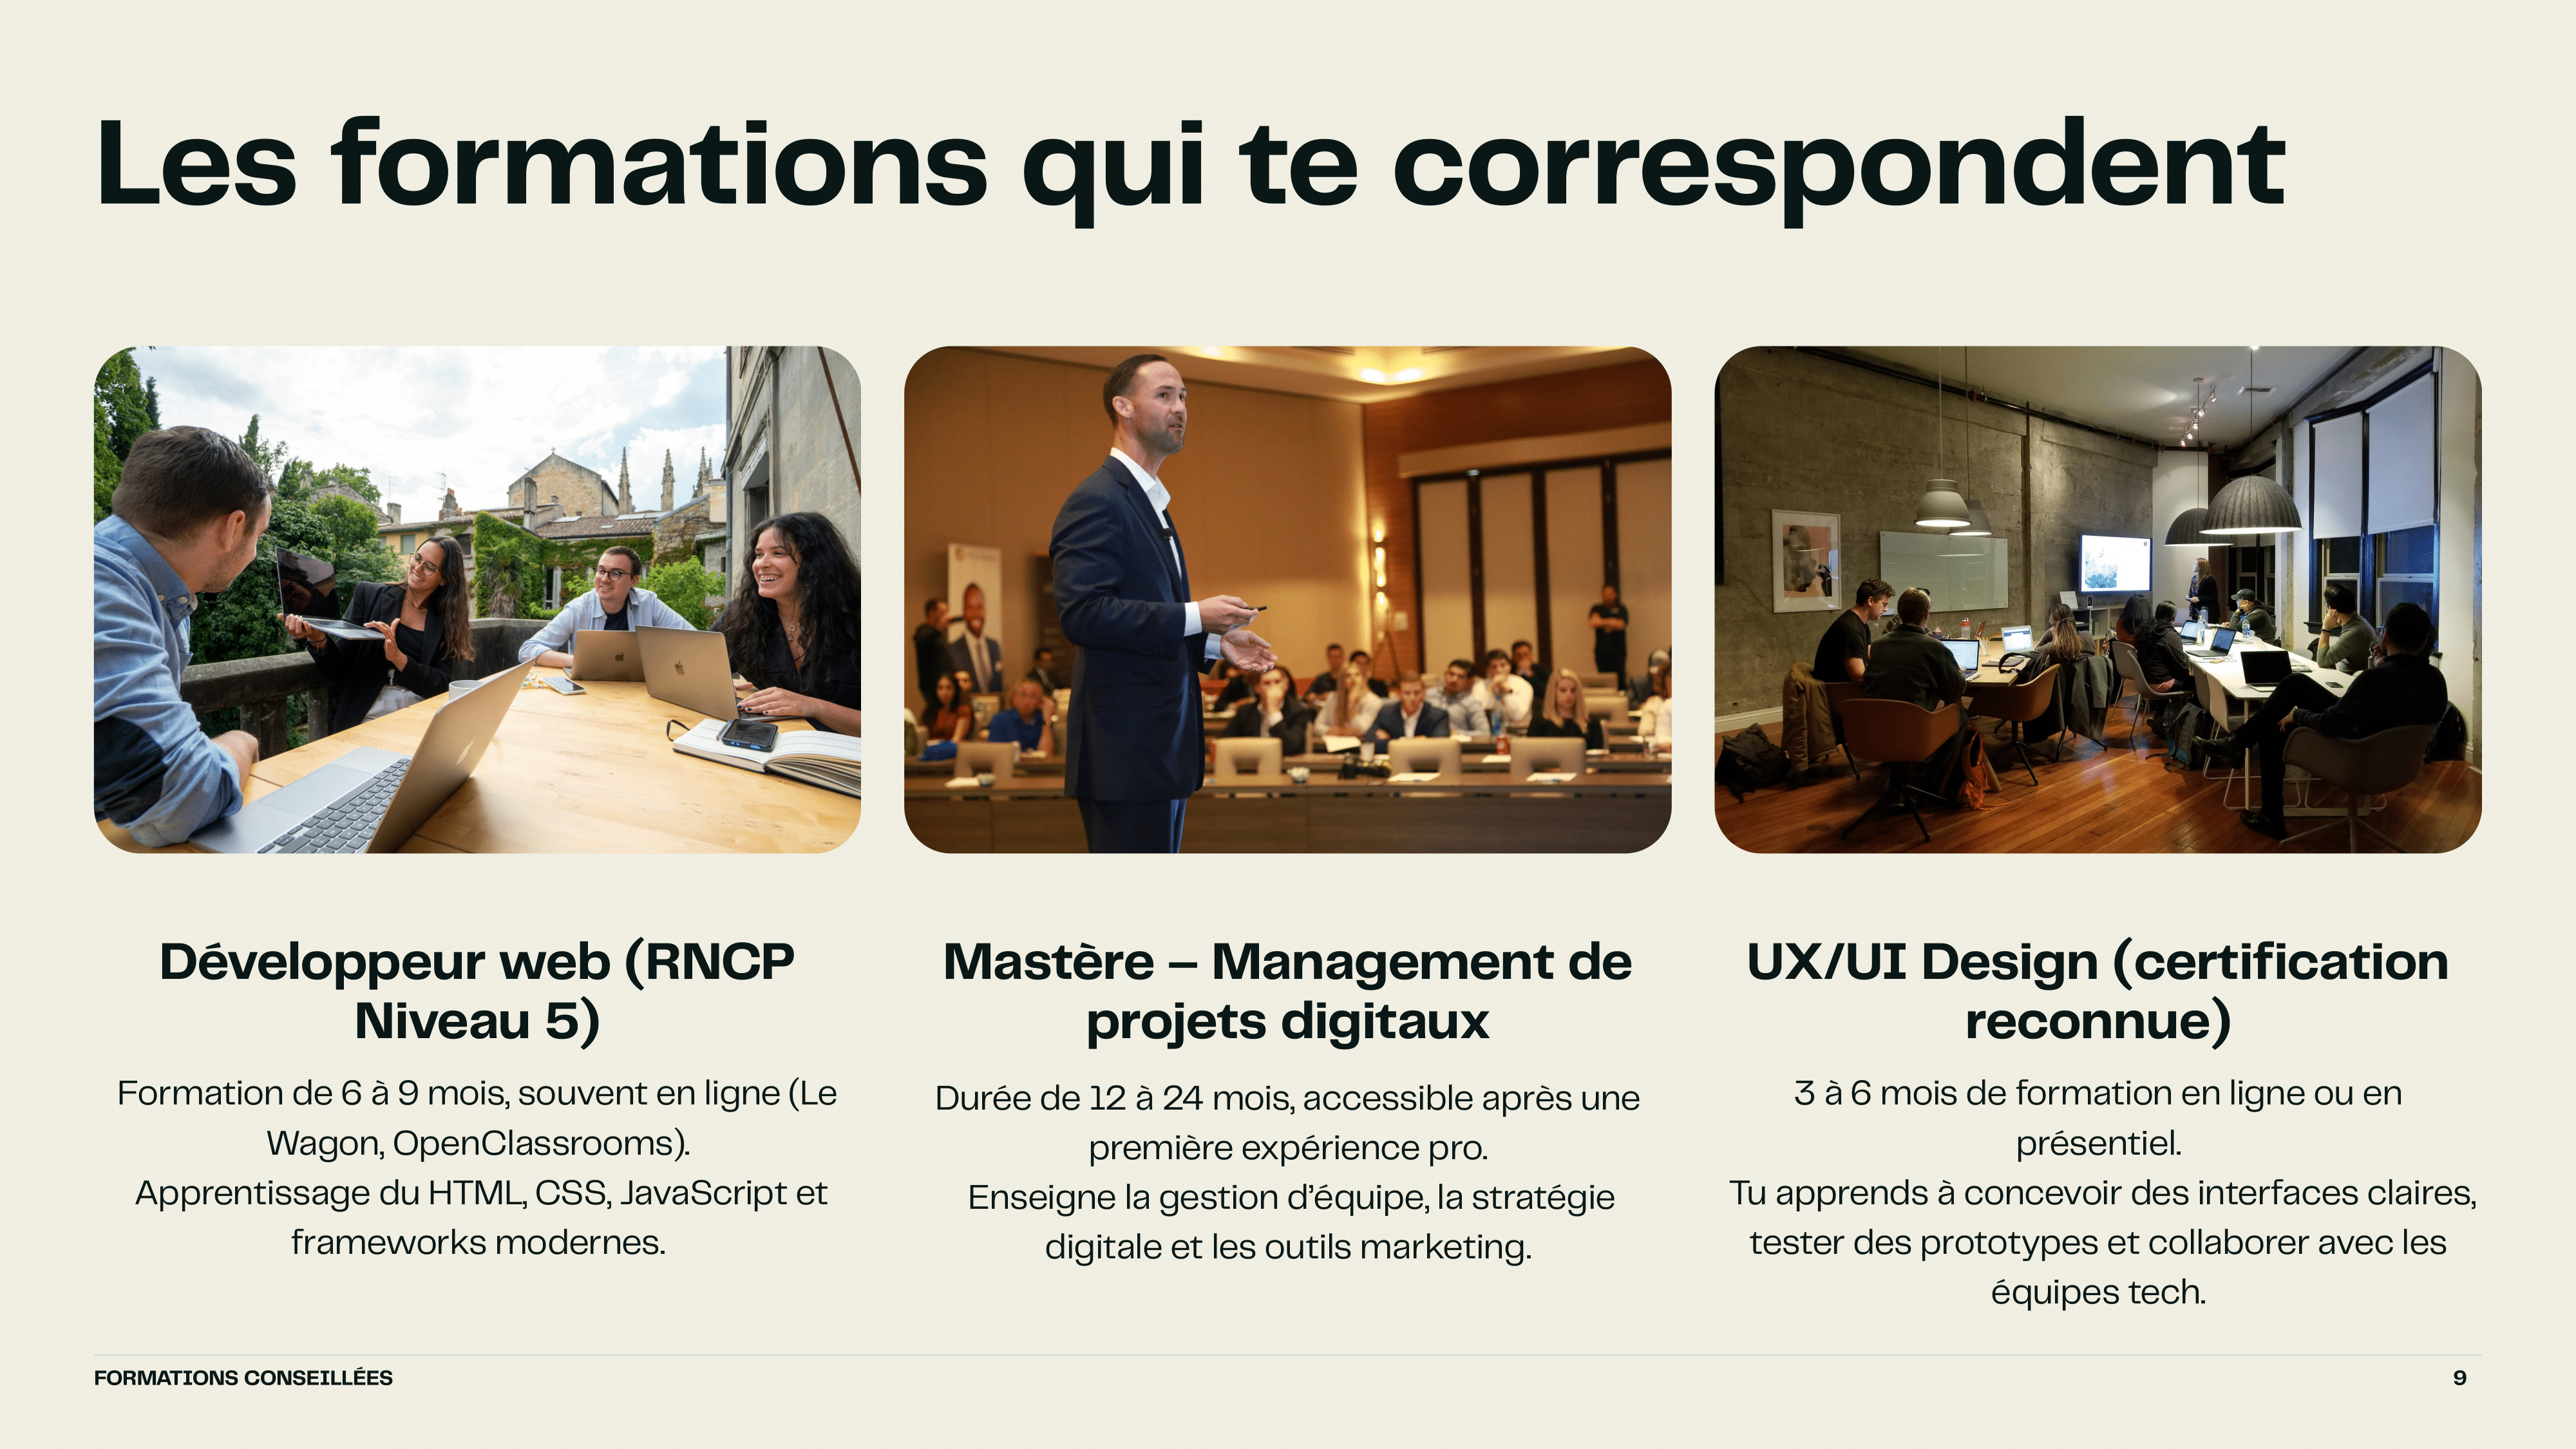 Les formations qui te correspondent
Développeur web (RNCP
Niveau 5)
Formation de 6 à 9 mois, souvent en ligne (Le
Wagon, OpenClassrooms).
Apprentissage du HTML, CSS, JavaScript et
frameworks modernes.
Mastère – Management de
projets digitaux
Durée de 12 à 24 mois, accessible après une
première expérience pro.
Enseigne la gestion d’équipe, la stratégie
digitale et les outils marketing.
UX/UI Design (certification
reconnue)
3 à 6 mois de formation en ligne ou en
présentiel.
Tu apprends à concevoir des interfaces claires,
tester des prototypes et collaborer avec les
équipes tech.
FORMATIONS CONSEILLÉES
9